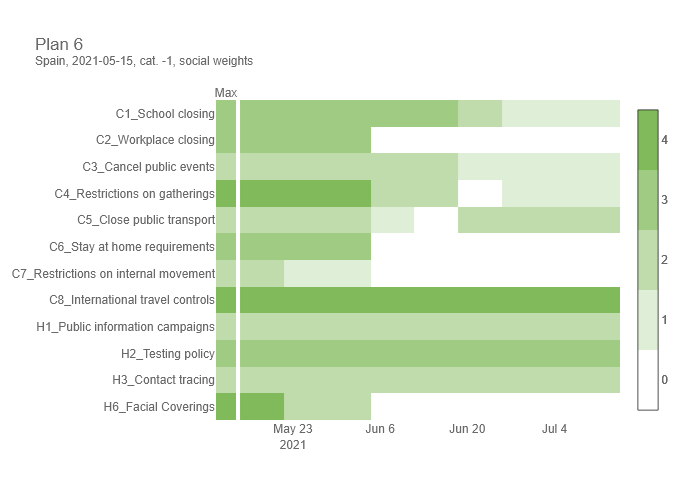 Plan 6
Spain, 2021-05-15, cat. -1, social weights
Max
C1_School closing
C2_Workplace closing
C3_Cancel public events
C4_Restrictions on gatherings
C5_Close public transport
C6_Stay at home requirements
C7_Restrictions on internal movement
C8_International travel controls
H1_Public information campaigns
H2_Testing policy
H3_Contact tracing
H6_Facial Coverings
May 23 Jun 6 Jun 20 Jul 4
2021
4
3
2
1
0